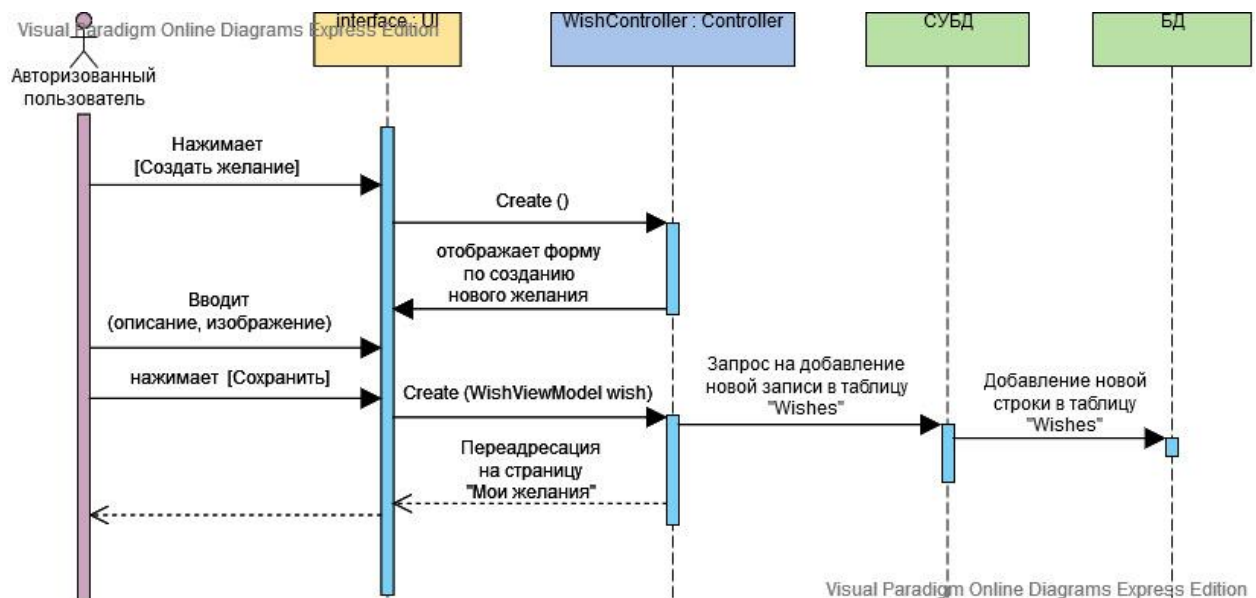 Visual Paradigm Online Diagrams Express Edition
interface : UI
WishController : Controller
СУБД
БД
Авторизованный
пользователь
Нажимает
[Создать желание]
Create ()
отображает форму
по созданию
нового желания
Вводит
(описание, изображение)
нажимает [Сохранить]
Create (WishViewModel wish)
Запрос на добавление
новой записи в таблицу
"Wishes"
Добавление новой
строки в таблицу
"Wishes"
Переадресация
на страницу
"Мои желания"
Visual Paradigm Online Diagrams Express Edition